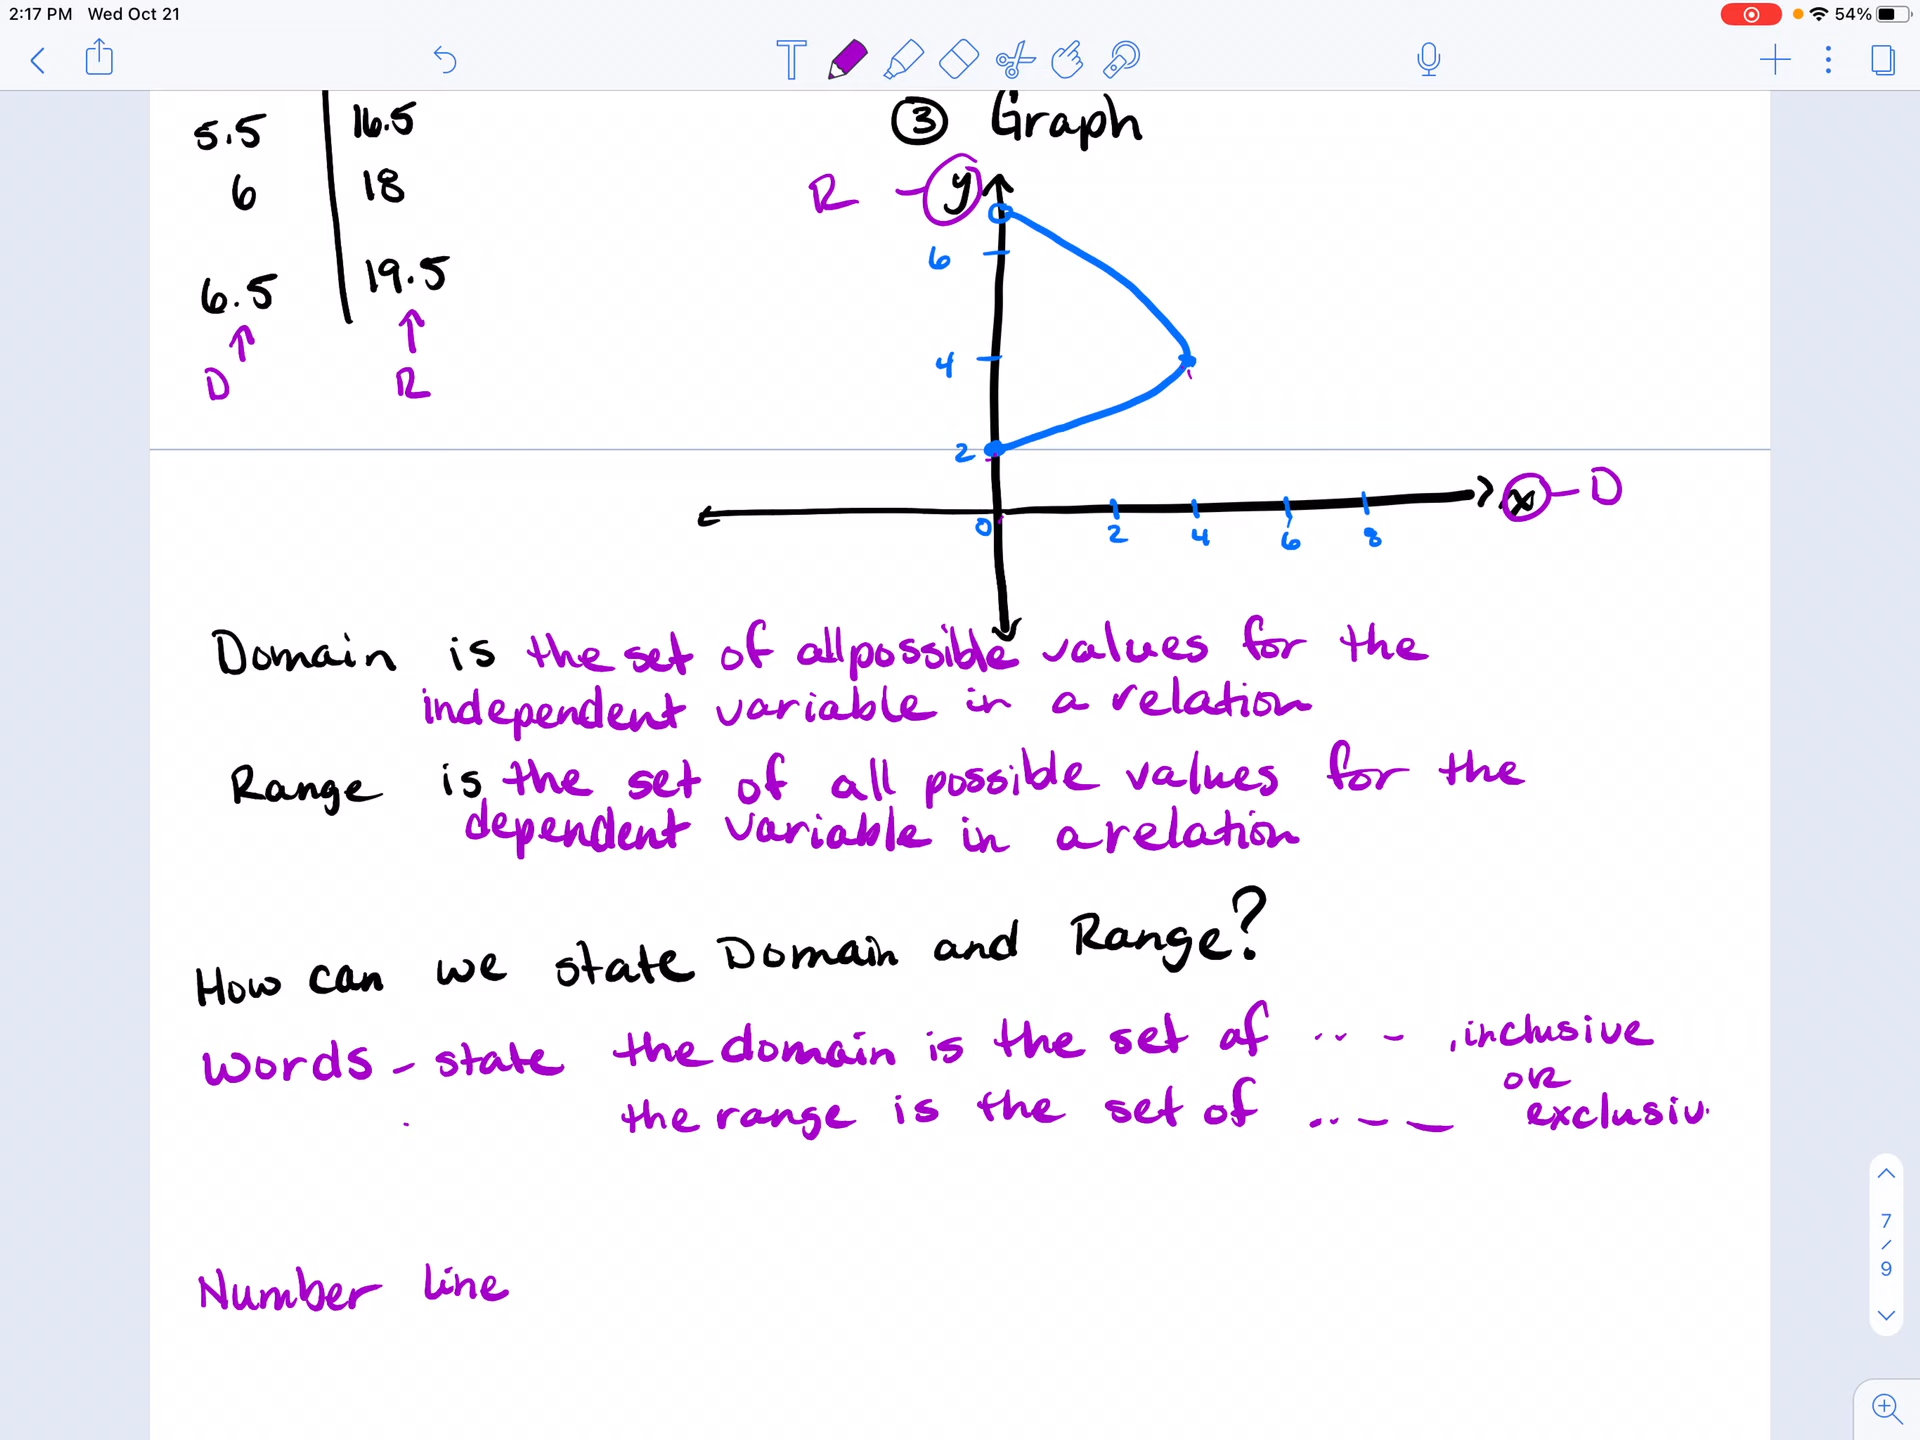 2:17 PM Wed Oct 21
54%
5.5 16.5
6 18
6.5 19.5
D R
③ Graph
R - y
6
4
2
0 2 4 6 8
x - D
Domain is the set of all possible values for the
independent variable in a relation
Range is the set of all possible values for the
dependent variable in a relation
How can we state Domain and Range?
Words - state the domain is the set of .. - , inclusive
or
the range is the set of .. - — exclusiv
Number line
7
/
9